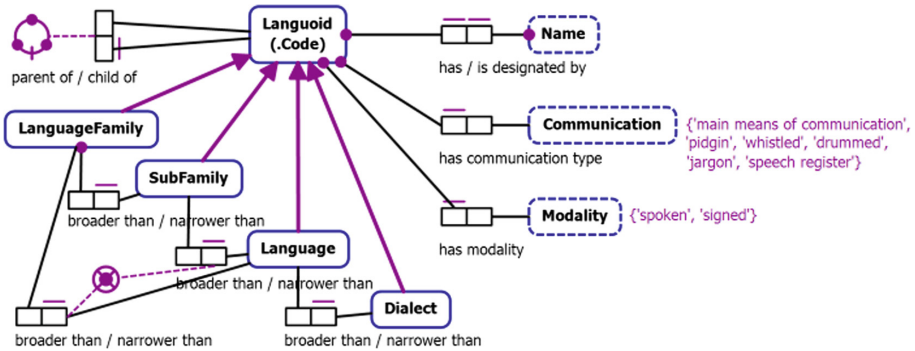 Languoid
(.Code)
Name
parent of / child of
has / is designated by
LanguageFamily
Communication
{'main means of communication',
'pidgin', 'whistled', 'drummed',
'jargon', 'speech register'}
has communication type
SubFamily
broader than / narrower than
Modality
{'spoken', 'signed'}
has modality
Language
broader than / narrower than
Dialect
broader than / narrower than
broader than / narrower than